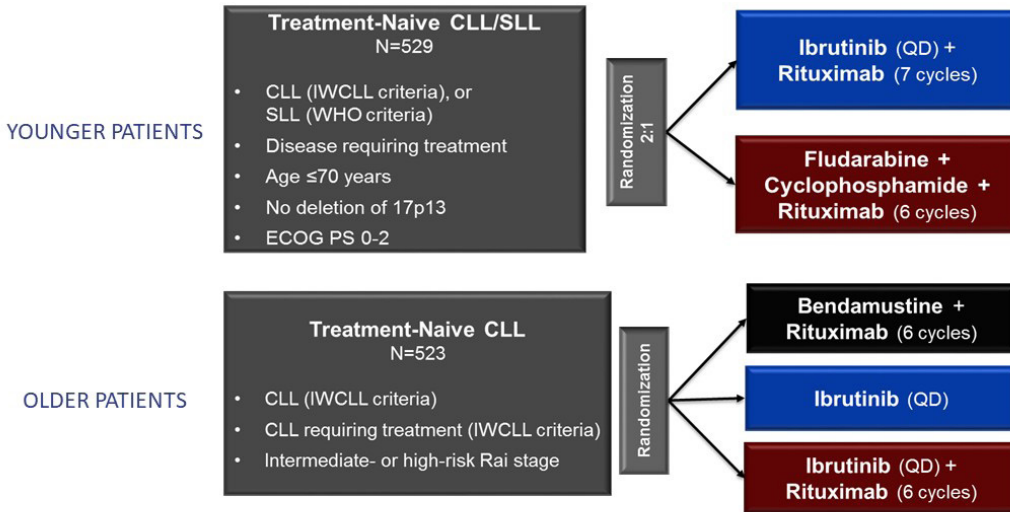 YOUNGER PATIENTS
Treatment-Naive CLL/SLL
N=529
• CLL (IWCLL criteria), or
SLL (WHO criteria)
• Disease requiring treatment
• Age ≤70 years
• No deletion of 17p13
• ECOG PS 0-2
Randomization
2:1
Ibrutinib (QD) +
Rituximab (7 cycles)
Fludarabine +
Cyclophosphamide +
Rituximab (6 cycles)
OLDER PATIENTS
Treatment-Naive CLL
N=523
• CLL (IWCLL criteria)
• CLL requiring treatment (IWCLL criteria)
• Intermediate- or high-risk Rai stage
Randomization
Bendamustine +
Rituximab (6 cycles)
Ibrutinib (QD)
Ibrutinib (QD) +
Rituximab (6 cycles)